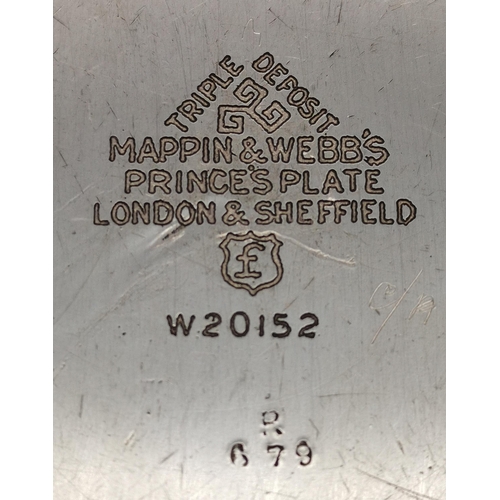 TRIPLE DEPOSIT
MAPPIN & WEBB'S
PRINCE'S PLATE
LONDON & SHEFFIELD
£
W20152
R
679